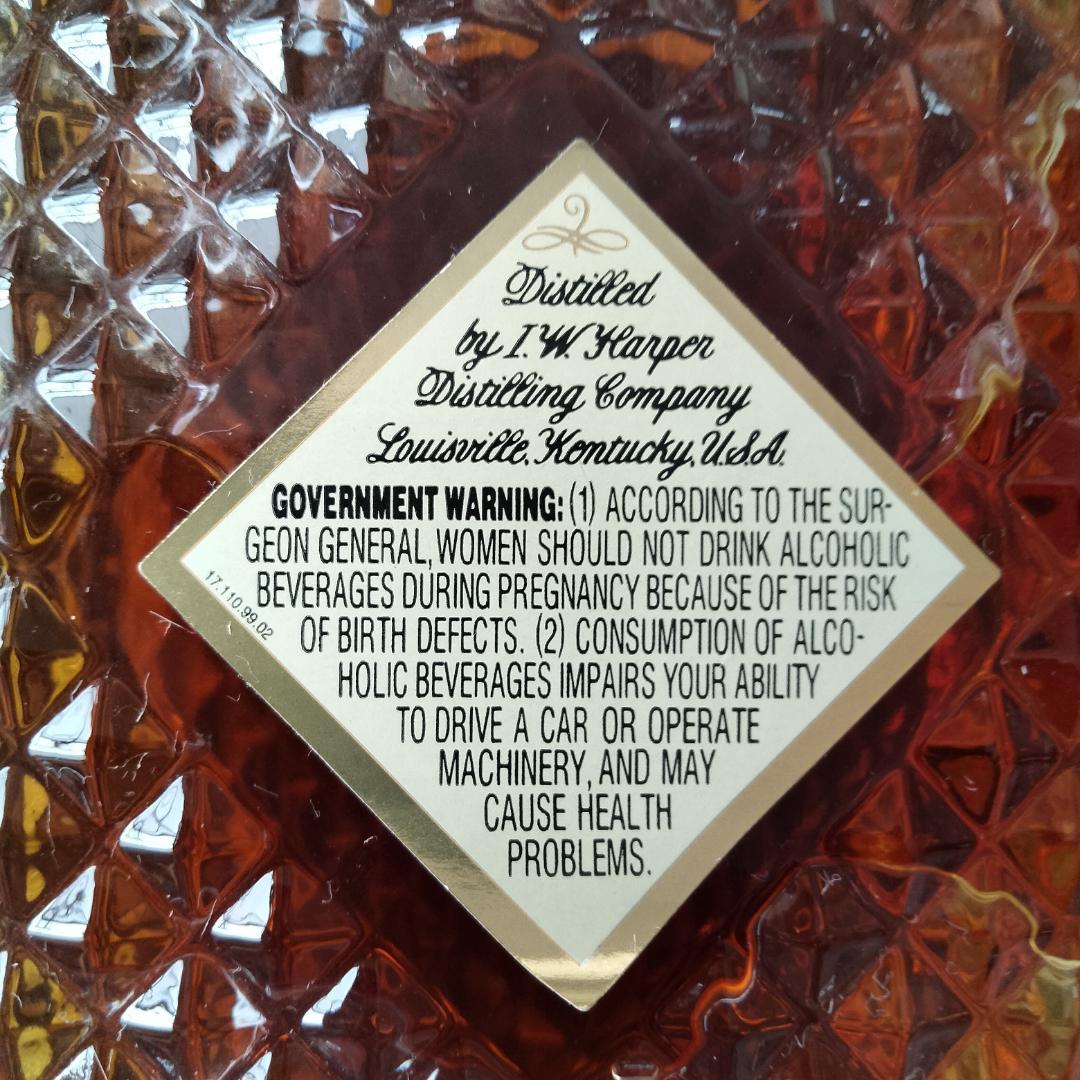 Distilled
by I.W. Harper
Distilling Company
Louisville, Kentucky, U.S.A.
GOVERNMENT WARNING: (1) ACCORDING TO THE SUR-
GEON GENERAL, WOMEN SHOULD NOT DRINK ALCOHOLIC
BEVERAGES DURING PREGNANCY BECAUSE OF THE RISK
OF BIRTH DEFECTS. (2) CONSUMPTION OF ALCO-
HOLIC BEVERAGES IMPAIRS YOUR ABILITY
TO DRIVE A CAR OR OPERATE
MACHINERY, AND MAY
CAUSE HEALTH
PROBLEMS.
17.110.99.02